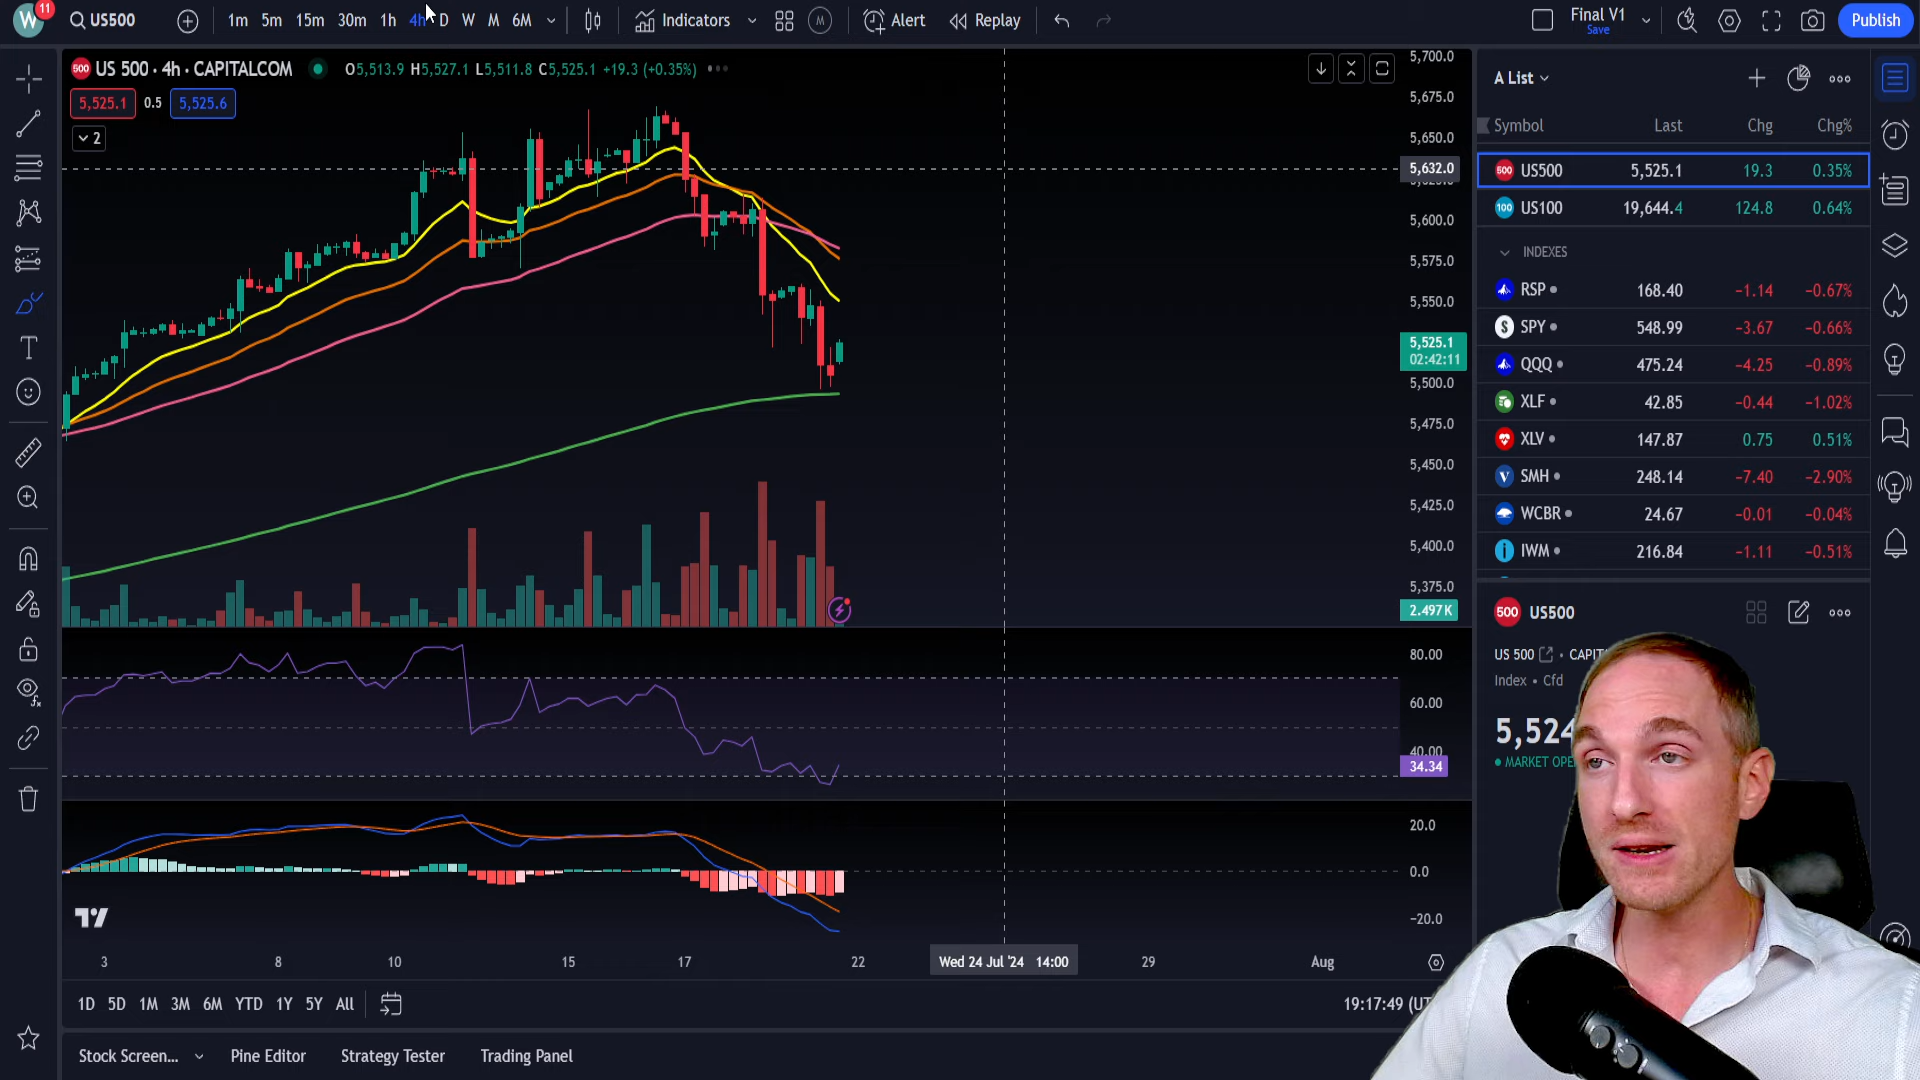 W 11 US500 1m 5m 15m 30m 1h 4h D W M 6M Indicators M Alert Replay Final V1 Save Publish
500 US 500 · 4h · CAPITALCOM O5,513.9 H5,527.1 L5,511.8 C5,525.1 +19.3 (+0.35%)
5,525.1 0.5 5,525.6
2
5,700.0
5,675.0
5,650.0
5,632.0
5,600.0
5,575.0
5,550.0
5,525.1
02:42:11
5,500.0
5,475.0
5,450.0
5,425.0
5,400.0
5,375.0
2.497K
80.00
60.00
40.00
34.34
20.0
0.0
−20.0
3 8 10 15 17 22 Wed 24 Jul '24 14:00 29 Aug
1D 5D 1M 3M 6M YTD 1Y 5Y All 19:17:49 (UT
Stock Screen... Pine Editor Strategy Tester Trading Panel
A List
Symbol Last Chg Chg%
500 US500 5,525.1 19.3 0.35%
100 US100 19,644.4 124.8 0.64%
INDEXES
RSP 168.40 −1.14 −0.67%
S SPY 548.99 −3.67 −0.66%
QQQ 475.24 −4.25 −0.89%
XLF 42.85 −0.44 −1.02%
XLV 147.87 0.75 0.51%
V SMH 248.14 −7.40 −2.90%
WCBR 24.67 −0.01 −0.04%
i IWM 216.84 −1.11 −0.51%
500 US500
US 500 • CAPIT
Index • Cfd
5,524
MARKET OPE